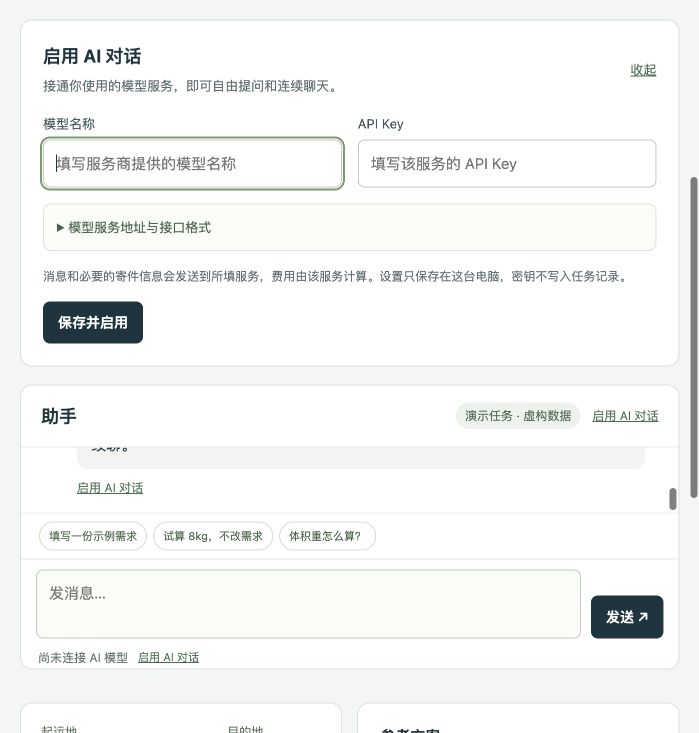 启用 AI 对话
接通你使用的模型服务，即可自由提问和连续聊天。
收起
模型名称
API Key
填写服务商提供的模型名称
填写该服务的 API Key
▶ 模型服务地址与接口格式
消息和必要的寄件信息会发送到所填服务，费用由该服务计算。设置只保存在这台电脑，密钥不写入任务记录。
保存并启用
助手
演示任务 · 虚构数据
启用 AI 对话
续聊。
启用 AI 对话
填写一份示例需求
试算 8kg，不改需求
体积重怎么算？
发消息...
发送 ↗
尚未连接 AI 模型
启用 AI 对话
起运地
目的地
参考方案